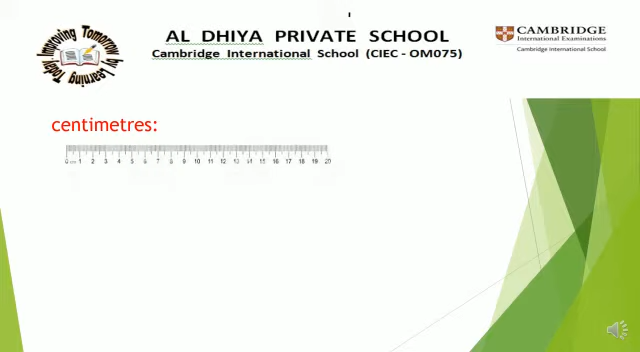 Improving Tomorrow by Learning Today
AL DHIYA PRIVATE SCHOOL
Cambridge International School (CIEC - OM075)
CAMBRIDGE
International Examinations
Cambridge International School
centimetres:
0 cm 1 2 3 4 5 6 7 8 9 10 11 12 13 14 15 16 17 18 19 20